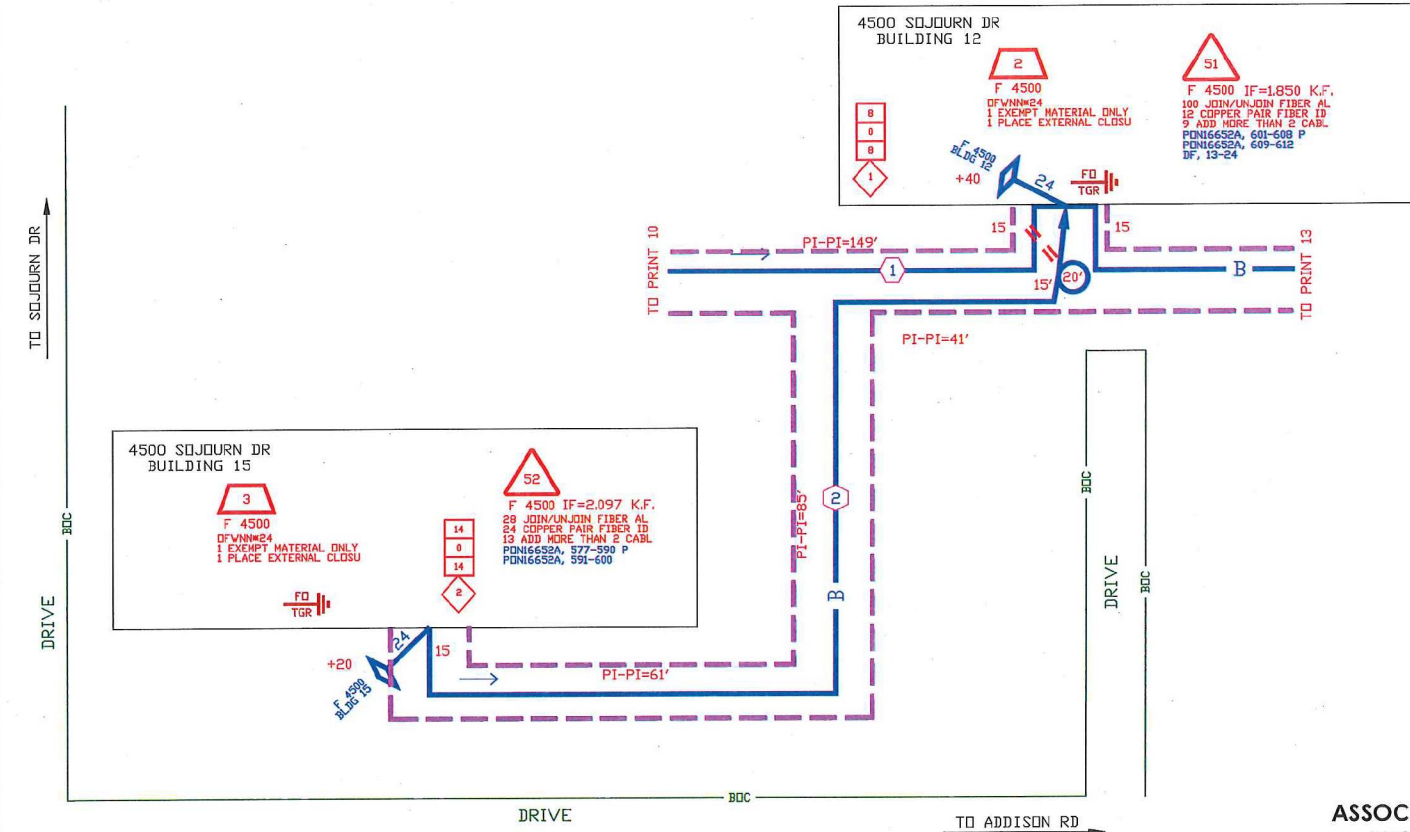 4500 SOJOURN DR
BUILDING 12
2
F 4500
OFWNN*24
1 EXEMPT MATERIAL ONLY
1 PLACE EXTERNAL CLOSU
51
F 4500 IF=1.850 K.F.
100 JOIN/UNJOIN FIBER AL
12 COPPER PAIR FIBER ID
9 ADD MORE THAN 2 CABL
PON16652A, 601-608 P
PON16652A, 609-612
DF, 13-24
8
0
8
1
F 4500
BLDG 12
+40
24
FO
TGR
TO SOJOURN DR
TO PRINT 10
PI-PI=149'
15
15
1
15'
20'
B
TO PRINT 13
PI-PI=41'
4500 SOJOURN DR
BUILDING 15
3
F 4500
OFWNN*24
1 EXEMPT MATERIAL ONLY
1 PLACE EXTERNAL CLOSU
FO
TGR
14
0
14
2
52
F 4500 IF=2.097 K.F.
28 JOIN/UNJOIN FIBER AL
24 COPPER PAIR FIBER ID
13 ADD MORE THAN 2 CABL
PON16652A, 577-590 P
PON16652A, 591-600
BOC
DRIVE
PI-PI=85'
2
B
BOC
DRIVE
BOC
24
15
+20
F 4500
BLDG 15
PI-PI=61'
BOC
DRIVE
TO ADDISON RD
ASSOC